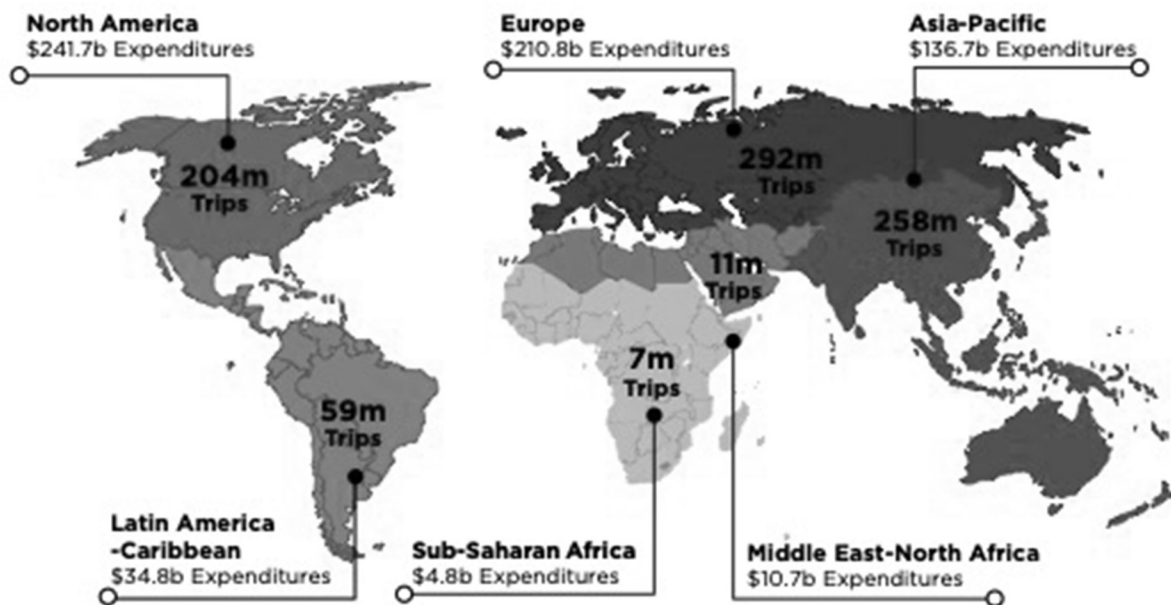 North America
$241.7b Expenditures
Europe
$210.8b Expenditures
Asia-Pacific
$136.7b Expenditures
204m
Trips
292m
Trips
258m
Trips
11m
Trips
7m
Trips
59m
Trips
Latin America
-Caribbean
$34.8b Expenditures
Sub-Saharan Africa
$4.8b Expenditures
Middle East-North Africa
$10.7b Expenditures